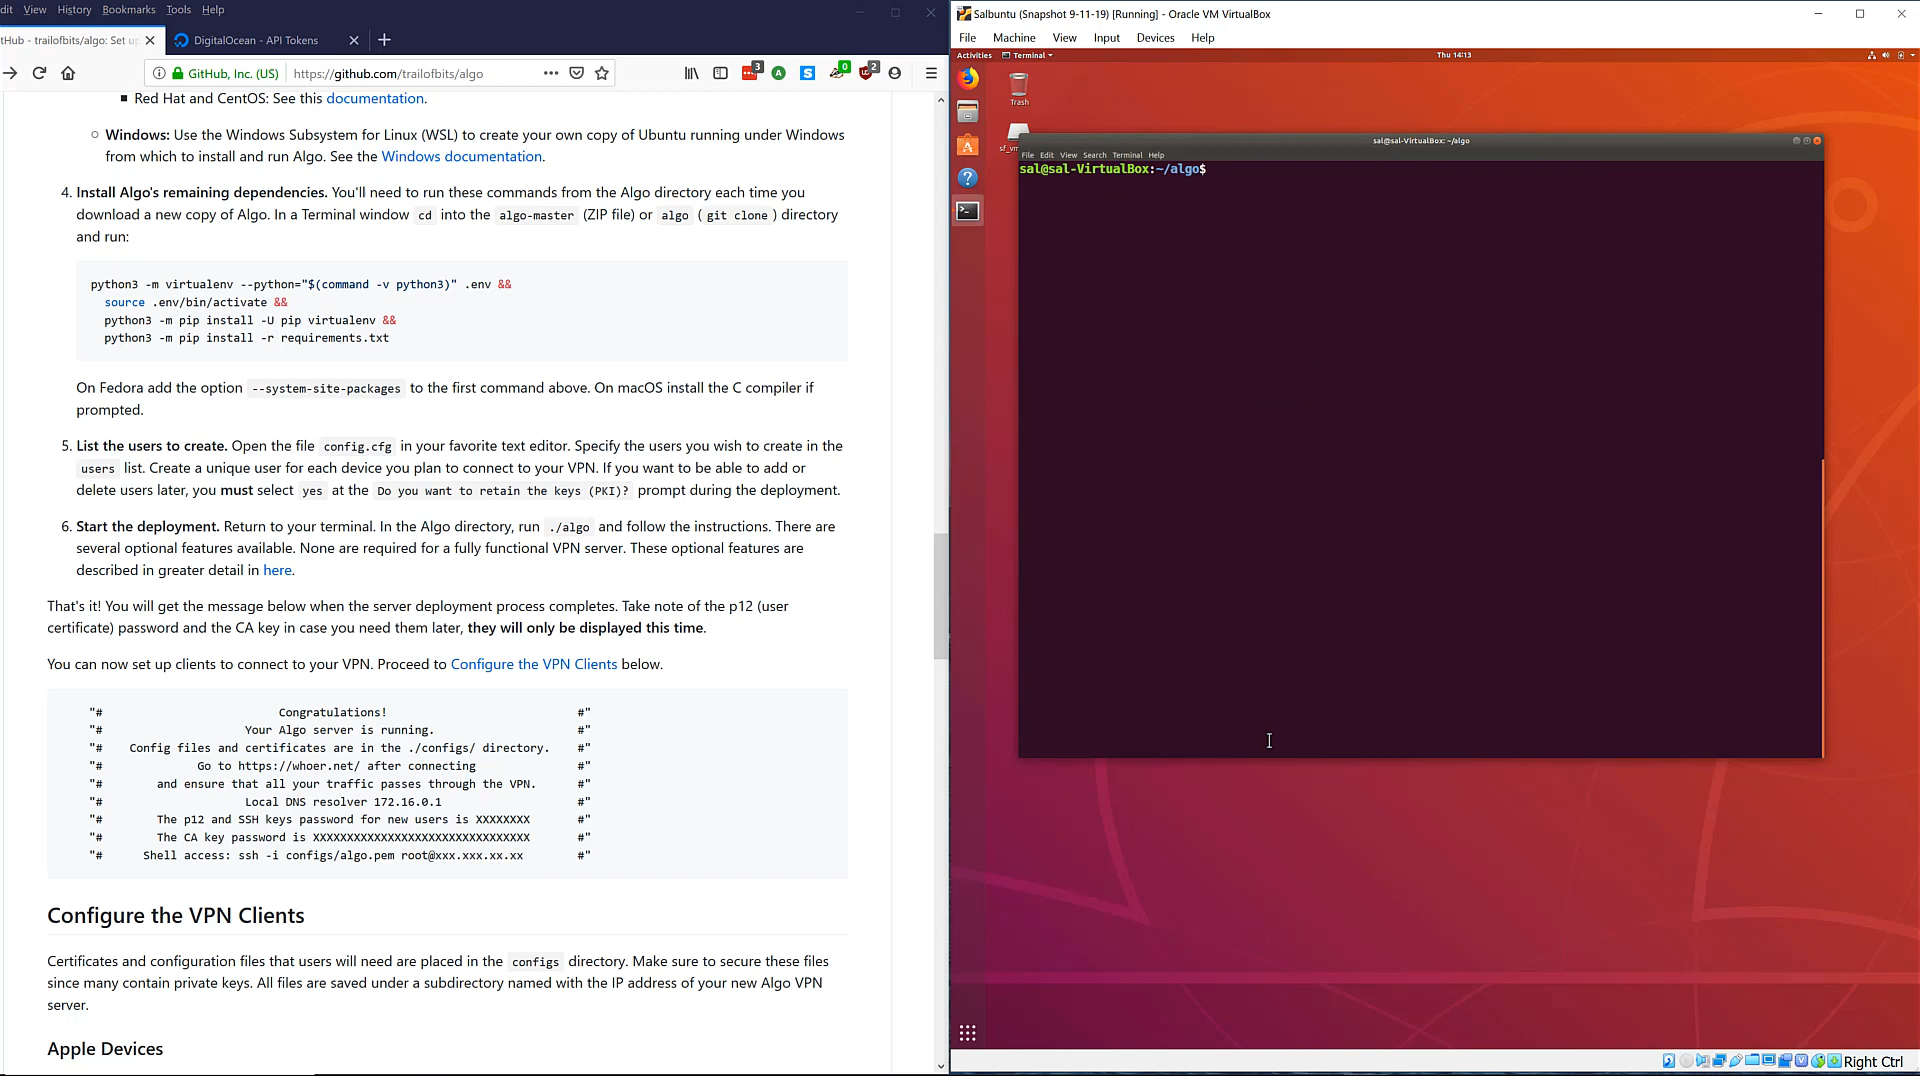 dit View History Bookmarks Tools Help
tHub - trailofbits/algo: Set up
DigitalOcean - API Tokens
GitHub, Inc. (US) https://github.com/trailofbits/algo
3 A S 0 2
Red Hat and CentOS: See this documentation.
Windows: Use the Windows Subsystem for Linux (WSL) to create your own copy of Ubuntu running under Windows
from which to install and run Algo. See the Windows documentation.
4. Install Algo's remaining dependencies. You'll need to run these commands from the Algo directory each time you
download a new copy of Algo. In a Terminal window cd into the algo-master (ZIP file) or algo ( git clone ) directory
and run:
python3 -m virtualenv --python="$(command -v python3)" .env &&
source .env/bin/activate &&
python3 -m pip install -U pip virtualenv &&
python3 -m pip install -r requirements.txt
On Fedora add the option --system-site-packages to the first command above. On macOS install the C compiler if
prompted.
5. List the users to create. Open the file config.cfg in your favorite text editor. Specify the users you wish to create in the
users list. Create a unique user for each device you plan to connect to your VPN. If you want to be able to add or
delete users later, you must select yes at the Do you want to retain the keys (PKI)? prompt during the deployment.
6. Start the deployment. Return to your terminal. In the Algo directory, run ./algo and follow the instructions. There are
several optional features available. None are required for a fully functional VPN server. These optional features are
described in greater detail in here.
That's it! You will get the message below when the server deployment process completes. Take note of the p12 (user
certificate) password and the CA key in case you need them later, they will only be displayed this time.
You can now set up clients to connect to your VPN. Proceed to Configure the VPN Clients below.
"# Congratulations! #"
"# Your Algo server is running. #"
"# Config files and certificates are in the ./configs/ directory. #"
"# Go to https://whoer.net/ after connecting #"
"# and ensure that all your traffic passes through the VPN. #"
"# Local DNS resolver 172.16.0.1 #"
"# The p12 and SSH keys password for new users is XXXXXXXX #"
"# The CA key password is XXXXXXXXXXXXXXXXXXXXXXXXXXXXXXXX #"
"# Shell access: ssh -i configs/algo.pem root@xxx.xxx.xx.xx #"
Configure the VPN Clients
Certificates and configuration files that users will need are placed in the configs directory. Make sure to secure these files
since many contain private keys. All files are saved under a subdirectory named with the IP address of your new Algo VPN
server.
Apple Devices
Salbuntu (Snapshot 9-11-19) [Running] - Oracle VM VirtualBox
File Machine View Input Devices Help
Activities Terminal Thu 14:13
Trash
sal@sal-VirtualBox: ~/algo
File Edit View Search Terminal Help
sal@sal-VirtualBox:~/algo$
Right Ctrl